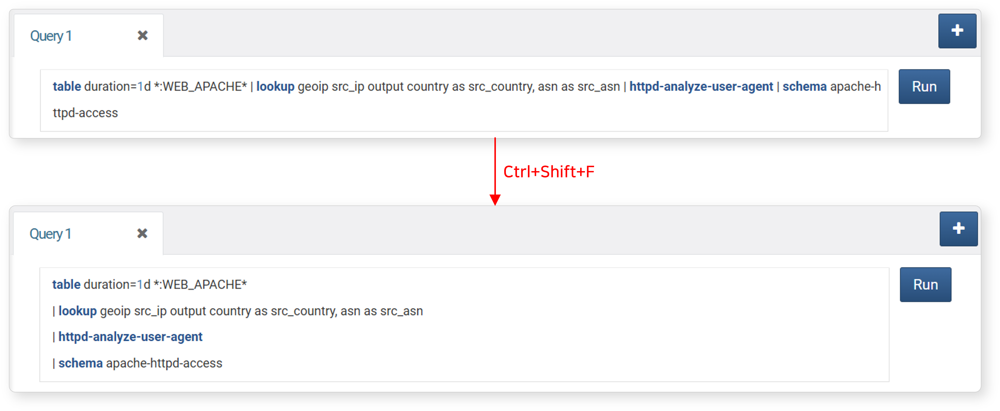 Query 1
table duration=1d *:WEB_APACHE* | lookup geoip src_ip output country as src_country, asn as src_asn | httpd-analyze-user-agent | schema apache-h
ttpd-access
Run
Ctrl+Shift+F
Query 1
table duration=1d *:WEB_APACHE*
| lookup geoip src_ip output country as src_country, asn as src_asn
| httpd-analyze-user-agent
| schema apache-httpd-access
Run